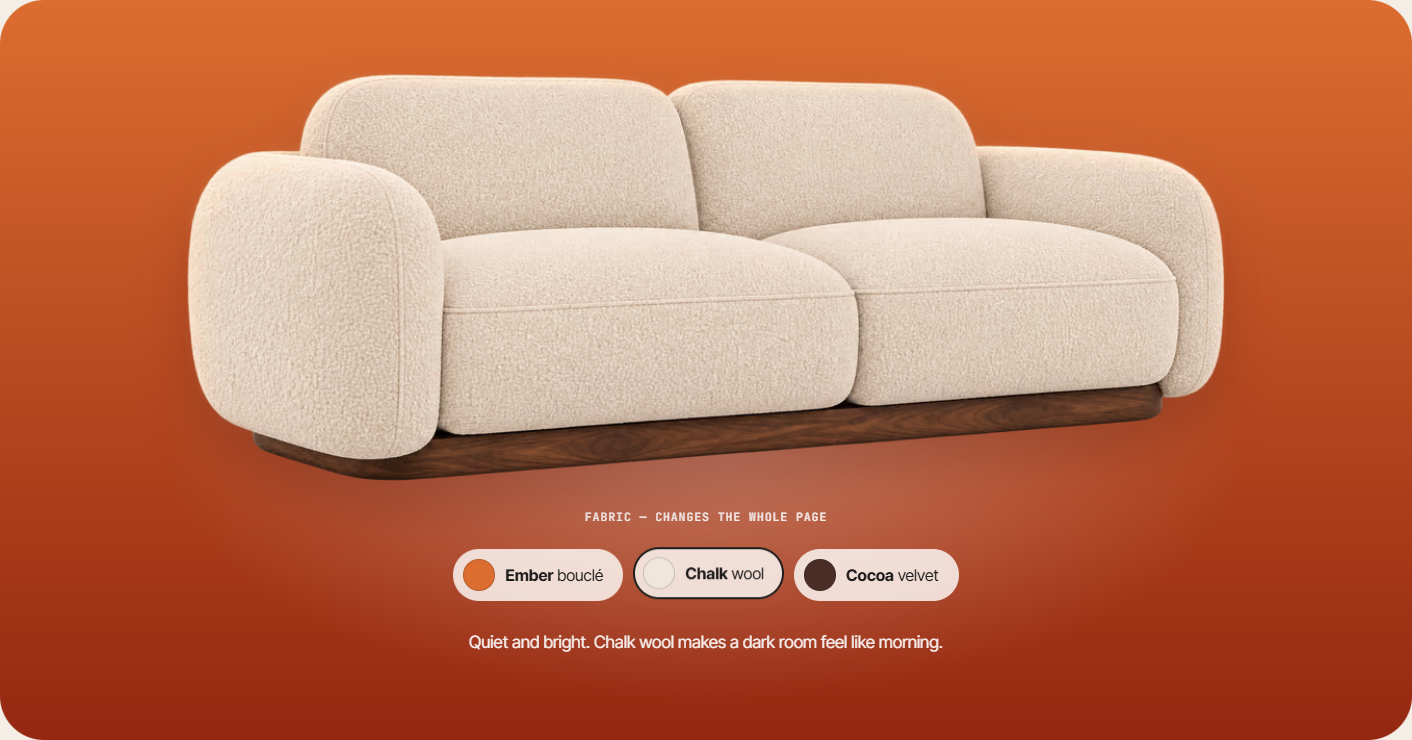 FABRIC — CHANGES THE WHOLE PAGE
Ember bouclé
Chalk wool
Cocoa velvet
Quiet and bright. Chalk wool makes a dark room feel like morning.